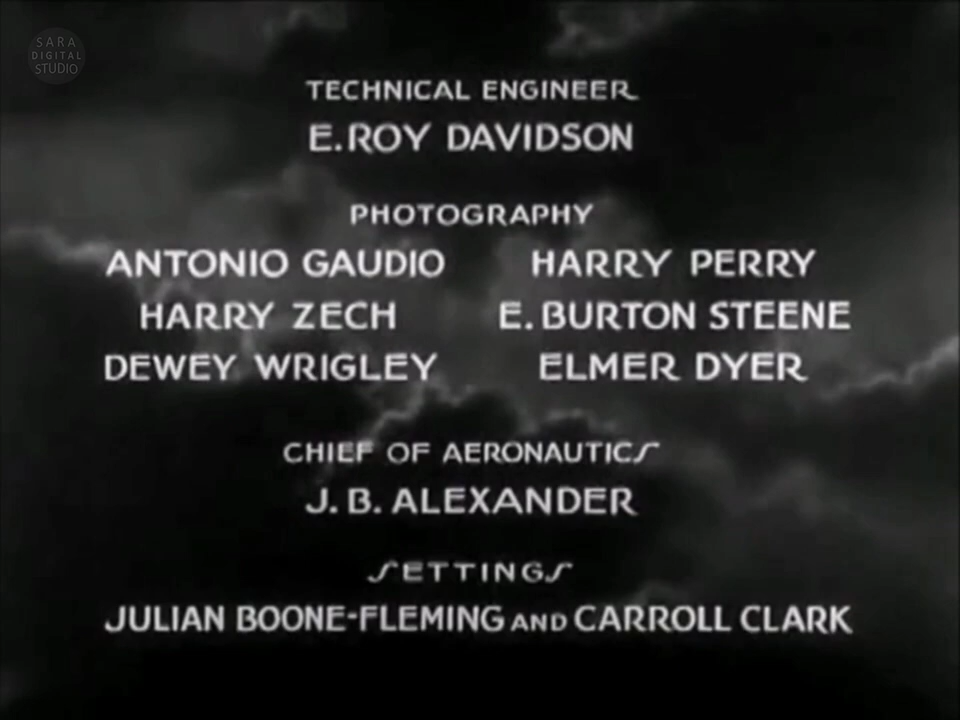 SARA
DIGITAL
STUDIO
TECHNICAL ENGINEER
E. ROY DAVIDSON
PHOTOGRAPHY
ANTONIO GAUDIO HARRY PERRY
HARRY ZECH E. BURTON STEENE
DEWEY WRIGLEY ELMER DYER
CHIEF OF AERONAUTICS
J. B. ALEXANDER
SETTINGS
JULIAN BOONE-FLEMING AND CARROLL CLARK